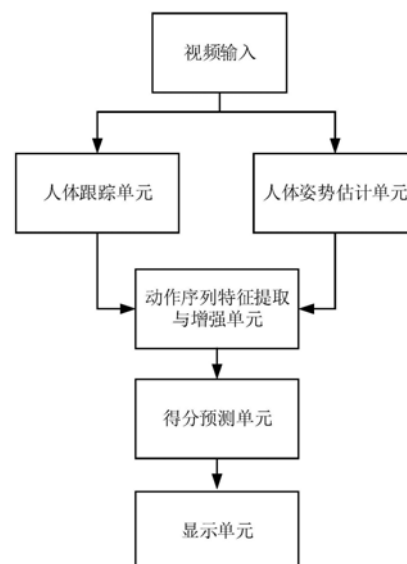 视频输入
人体跟踪单元
人体姿势估计单元
动作序列特征提取
与增强单元
得分预测单元
显示单元